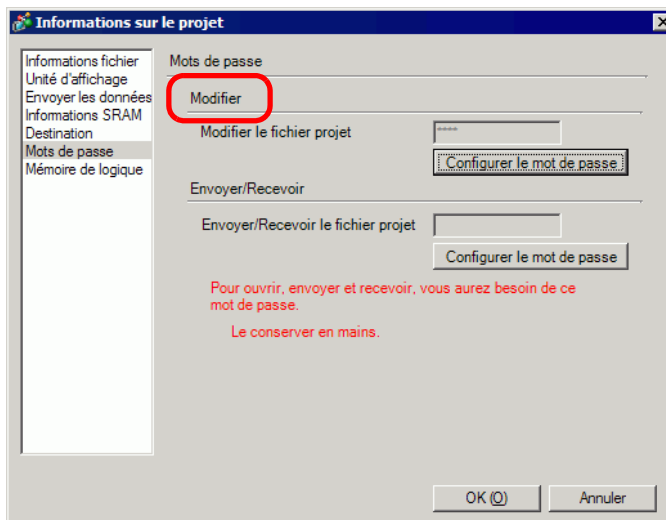 Informations sur le projet
Informations fichier
Unité d'affichage
Envoyer les données
Informations SRAM
Destination
Mots de passe
Mémoire de logique
Mots de passe
Modifier
Modifier le fichier projet
****
Configurer le mot de passe
Envoyer/Recevoir
Envoyer/Recevoir le fichier projet
Configurer le mot de passe
Pour ouvrir, envoyer et recevoir, vous aurez besoin de ce
mot de passe.
Le conserver en mains.
OK (O)
Annuler